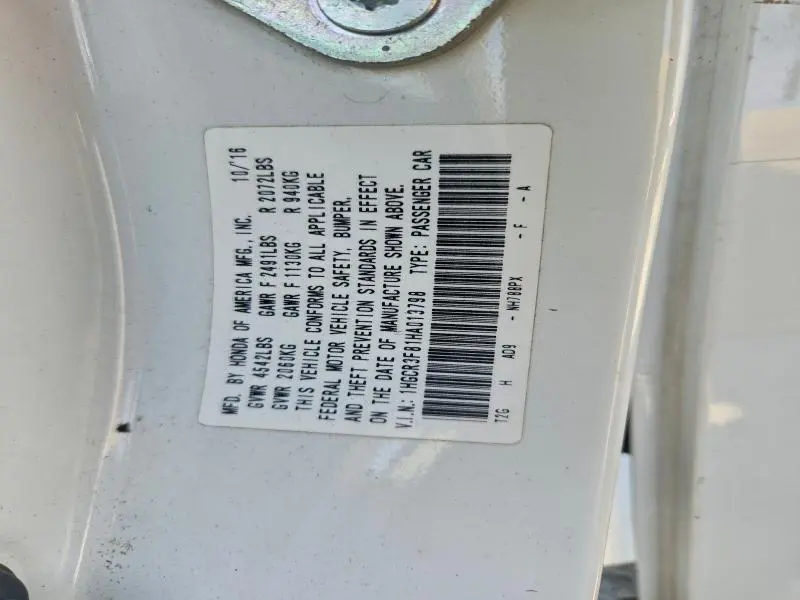 MFD. BY HONDA OF AMERICA MFG., INC. 10/'16
GVWR 4542LBS GAWR F 2491LBS R 2072LBS
GVWR 2060KG GAWR F 1130KG R 940KG
THIS VEHICLE CONFORMS TO ALL APPLICABLE
FEDERAL MOTOR VEHICLE SAFETY, BUMPER,
AND THEFT PREVENTION STANDARDS IN EFFECT
ON THE DATE OF MANUFACTURE SHOWN ABOVE.
V.I.N.: 1HGCR3F81HA013798 TYPE: PASSENGER CAR
T2G H AD9 - NH788PX - F - A